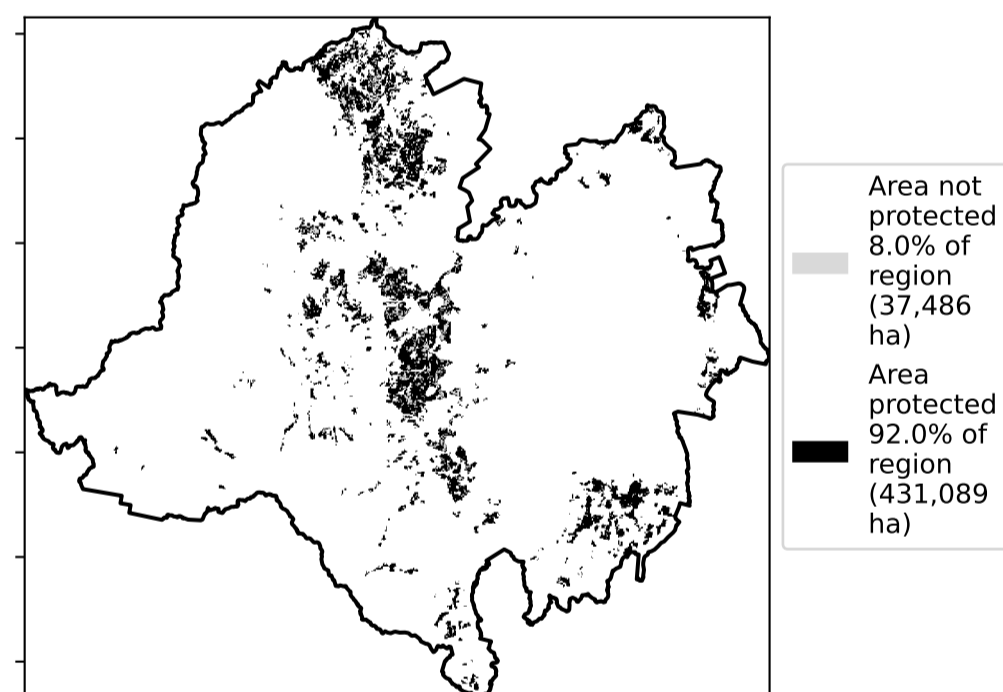 Area not
protected
8.0% of
region
(37,486
ha)
Area
protected
92.0% of
region
(431,089
ha)